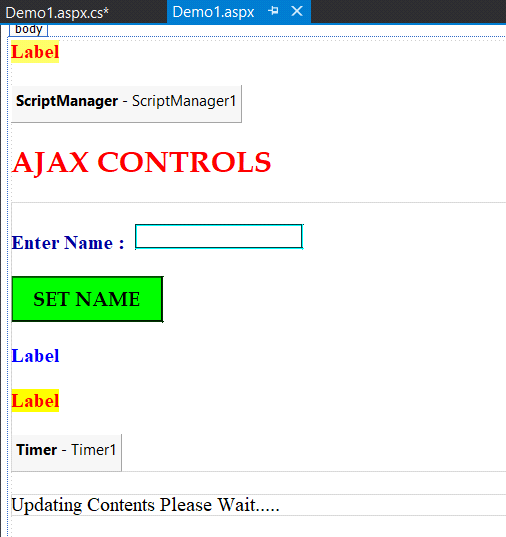 Demo1.aspx.cs* Demo1.aspx
body
Label
ScriptManager - ScriptManager1
AJAX CONTROLS
Enter Name :
SET NAME
Label
Label
Timer - Timer1
Updating Contents Please Wait.....